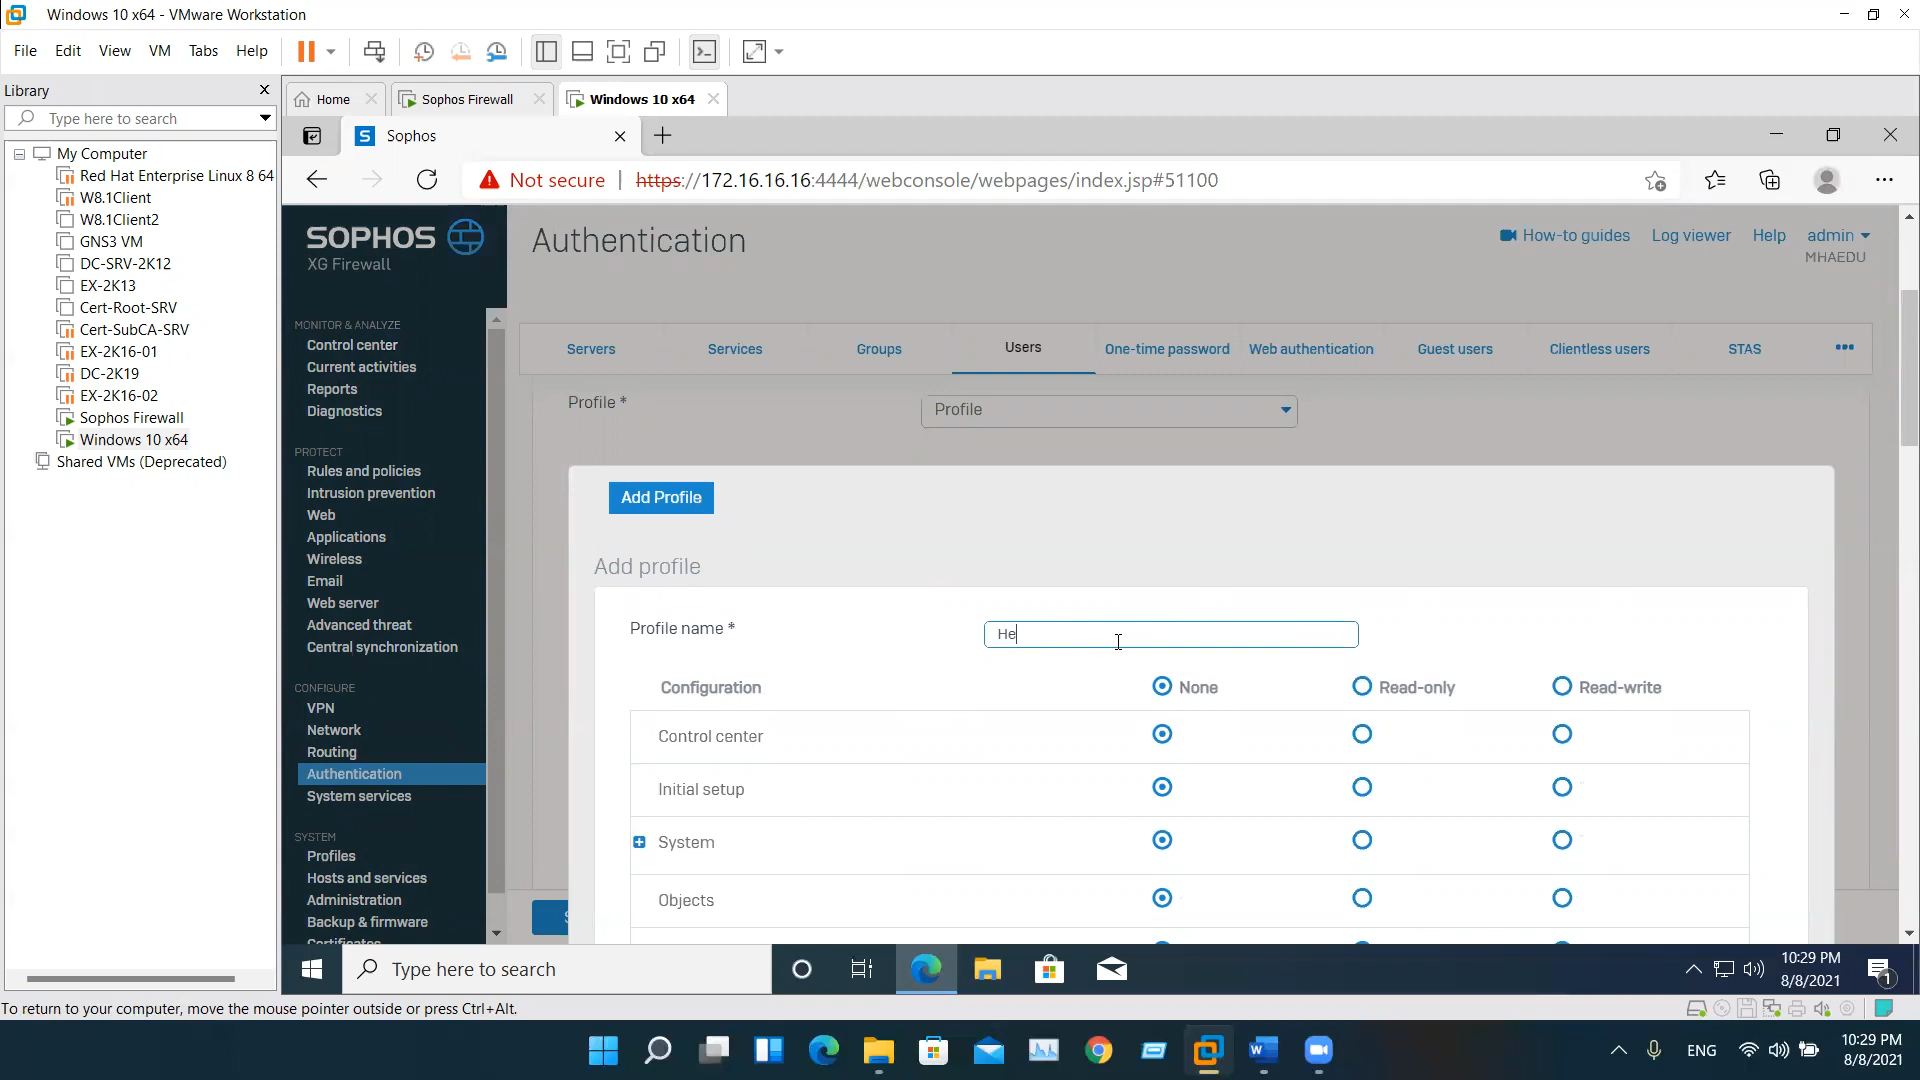 Windows 10 x64 - VMware Workstation
File Edit View VM Tabs Help
Library
Type here to search
My Computer
Red Hat Enterprise Linux 8 64
W8.1Client
W8.1Client2
GNS3 VM
DC-SRV-2K12
EX-2K13
Cert-Root-SRV
Cert-SubCA-SRV
EX-2K16-01
DC-2K19
EX-2K16-02
Sophos Firewall
Windows 10 x64
Shared VMs (Deprecated)
Home Sophos Firewall Windows 10 x64
S Sophos
Not secure | https://172.16.16.16:4444/webconsole/webpages/index.jsp#51100
SOPHOS
XG Firewall
MONITOR & ANALYZE
Control center
Current activities
Reports
Diagnostics
PROTECT
Rules and policies
Intrusion prevention
Web
Applications
Wireless
Email
Web server
Advanced threat
Central synchronization
CONFIGURE
VPN
Network
Routing
Authentication
System services
SYSTEM
Profiles
Hosts and services
Administration
Backup & firmware
Certificates
Authentication
How-to guides Log viewer Help admin
MHAEDU
Servers Services Groups Users One-time password Web authentication Guest users Clientless users STAS
Profile * Profile
Add Profile
Add profile
Profile name * He
Configuration None Read-only Read-write
Control center
Initial setup
System
Objects
Type here to search
10:29 PM
8/8/2021
1
To return to your computer, move the mouse pointer outside or press Ctrl+Alt.
ENG
10:29 PM
8/8/2021